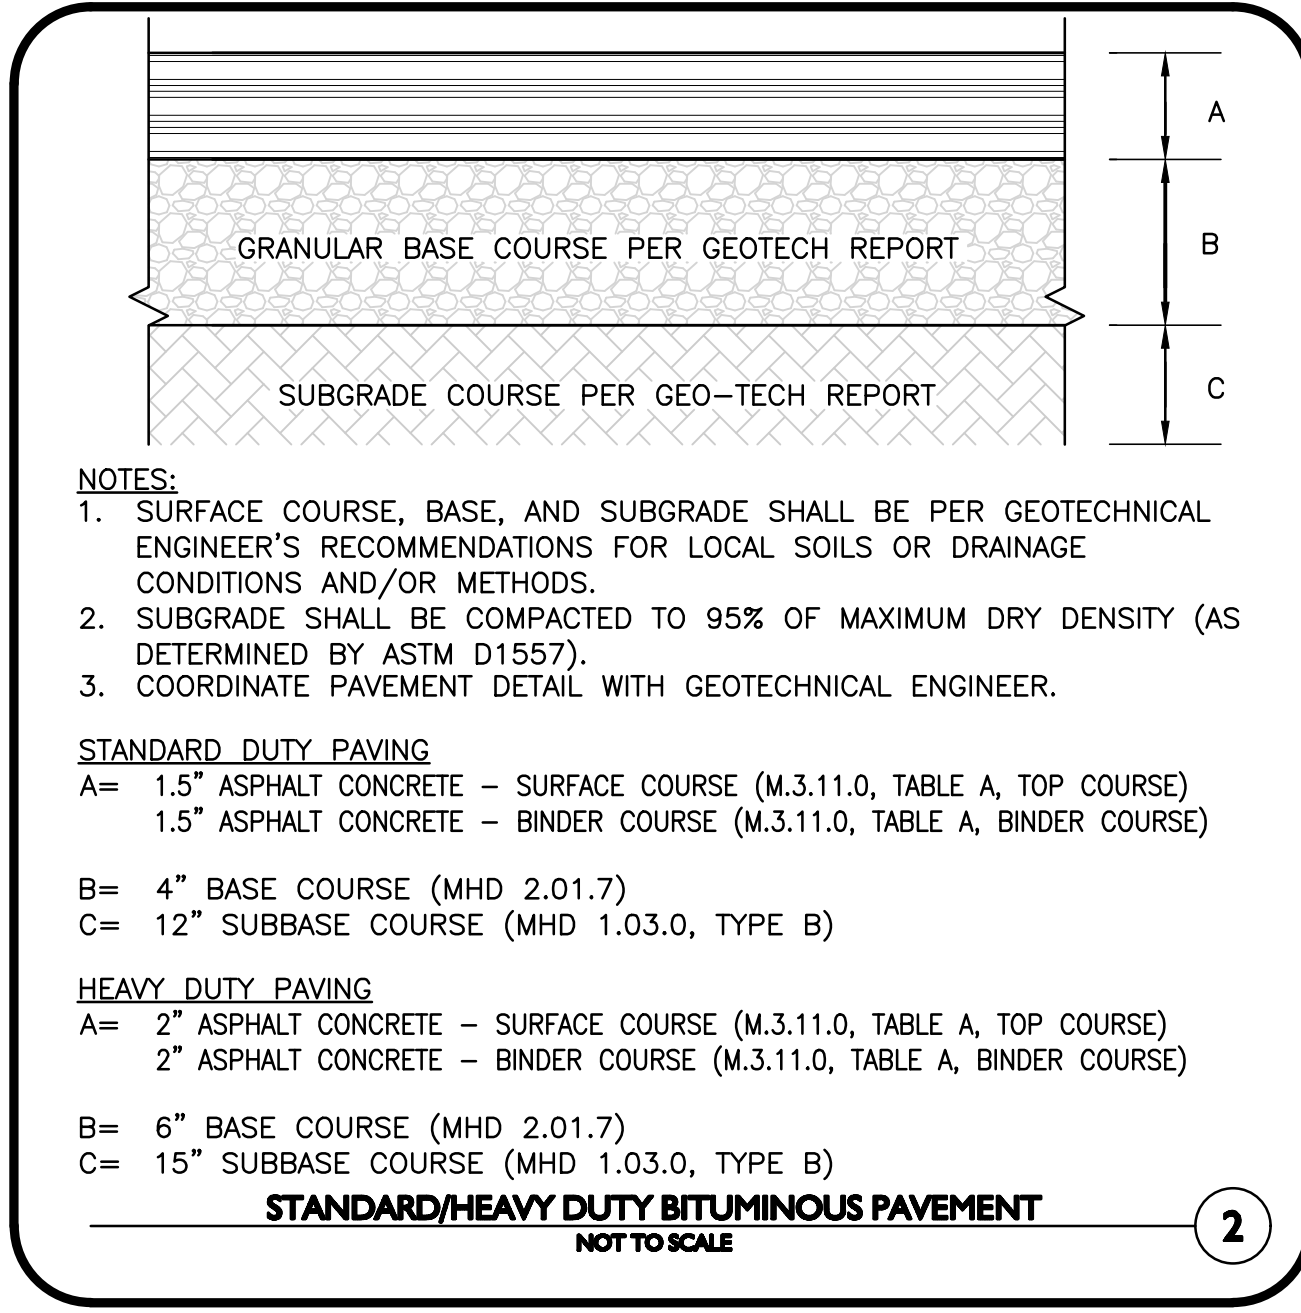 A
GRANULAR BASE COURSE PER GEOTECH REPORT
B
SUBGRADE COURSE PER GEO–TECH REPORT
C
NOTES:
1. SURFACE COURSE, BASE, AND SUBGRADE SHALL BE PER GEOTECHNICAL
ENGINEER'S RECOMMENDATIONS FOR LOCAL SOILS OR DRAINAGE
CONDITIONS AND/OR METHODS.
2. SUBGRADE SHALL BE COMPACTED TO 95% OF MAXIMUM DRY DENSITY (AS
DETERMINED BY ASTM D1557).
3. COORDINATE PAVEMENT DETAIL WITH GEOTECHNICAL ENGINEER.
STANDARD DUTY PAVING
A= 1.5" ASPHALT CONCRETE – SURFACE COURSE (M.3.11.0, TABLE A, TOP COURSE)
1.5" ASPHALT CONCRETE – BINDER COURSE (M.3.11.0, TABLE A, BINDER COURSE)
B= 4" BASE COURSE (MHD 2.01.7)
C= 12" SUBBASE COURSE (MHD 1.03.0, TYPE B)
HEAVY DUTY PAVING
A= 2" ASPHALT CONCRETE – SURFACE COURSE (M.3.11.0, TABLE A, TOP COURSE)
2" ASPHALT CONCRETE – BINDER COURSE (M.3.11.0, TABLE A, BINDER COURSE)
B= 6" BASE COURSE (MHD 2.01.7)
C= 15" SUBBASE COURSE (MHD 1.03.0, TYPE B)
STANDARD/HEAVY DUTY BITUMINOUS PAVEMENT
NOT TO SCALE
2